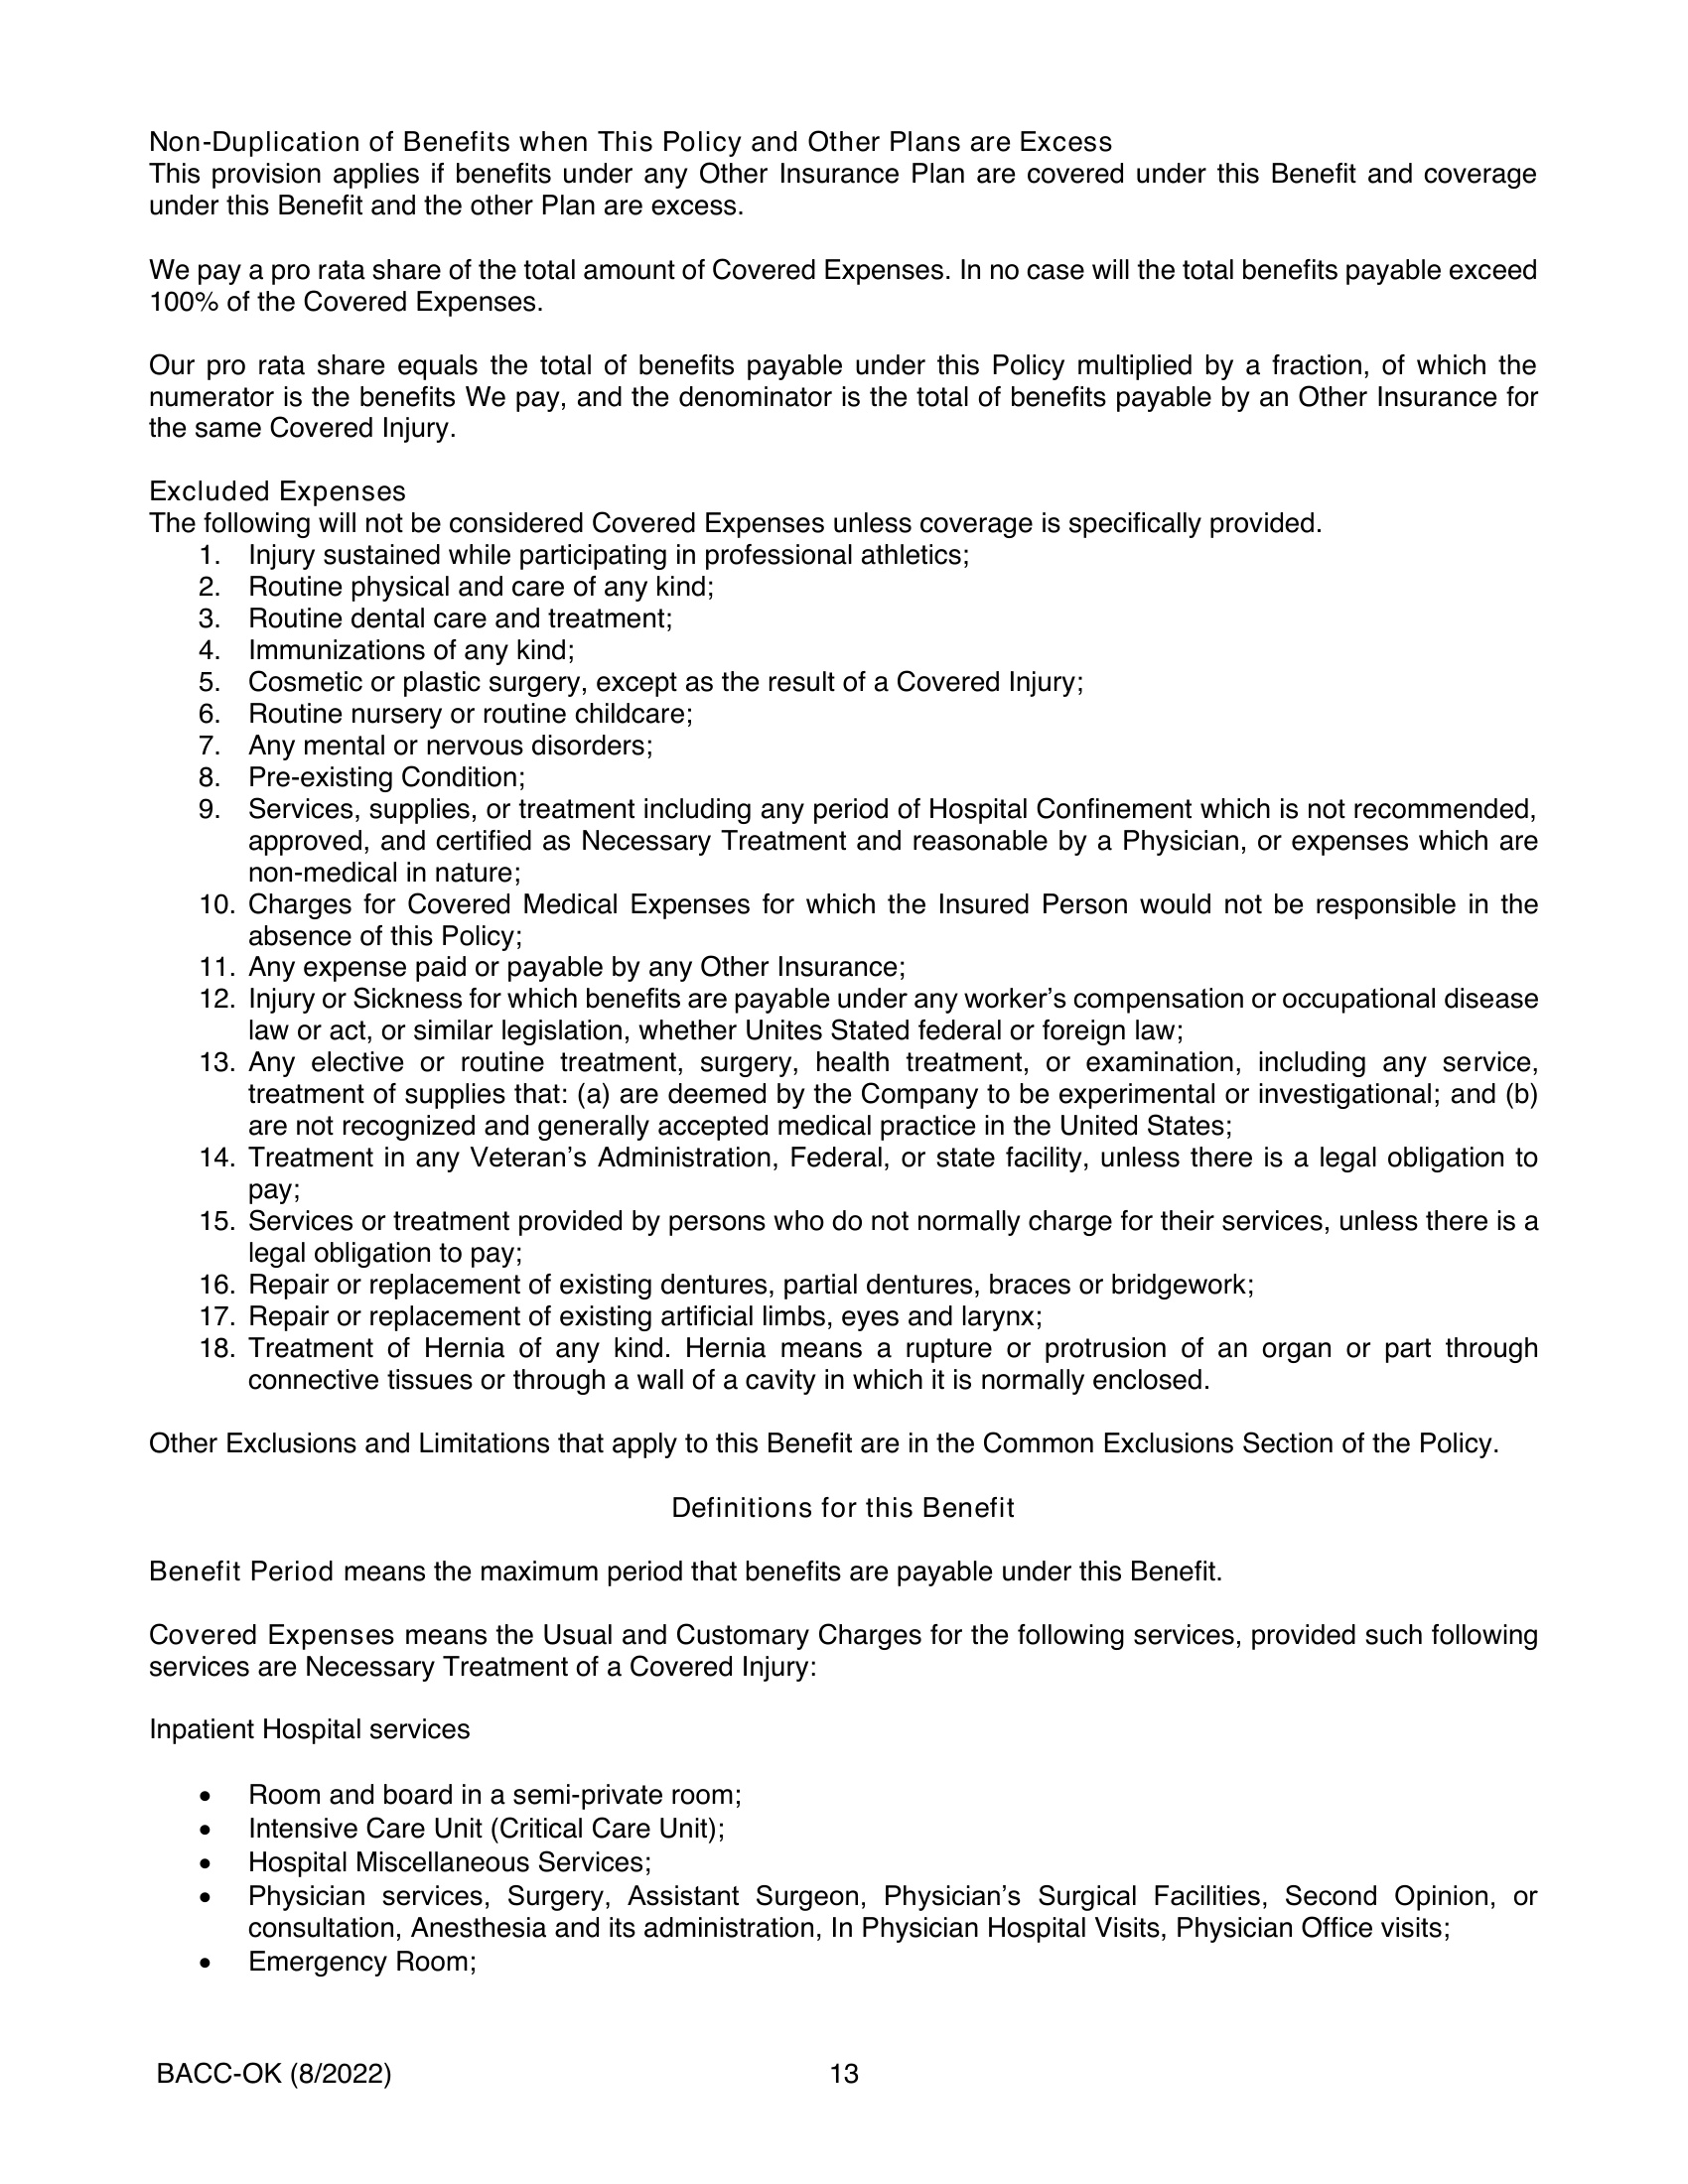 Non-Duplication of Benefits when This Policy and Other Plans are Excess
This provision applies if benefits under any Other Insurance Plan are covered under this Benefit and coverage
under this Benefit and the other Plan are excess.
We pay a pro rata share of the total amount of Covered Expenses. In no case will the total benefits payable exceed
100% of the Covered Expenses.
Our pro rata share equals the total of benefits payable under this Policy multiplied by a fraction, of which the
numerator is the benefits We pay, and the denominator is the total of benefits payable by an Other Insurance for
the same Covered Injury.
Excluded Expenses
The following will not be considered Covered Expenses unless coverage is specifically provided.
1. Injury sustained while participating in professional athletics;
2. Routine physical and care of any kind;
3. Routine dental care and treatment;
4. Immunizations of any kind;
5. Cosmetic or plastic surgery, except as the result of a Covered Injury;
6. Routine nursery or routine childcare;
7. Any mental or nervous disorders;
8. Pre-existing Condition;
9. Services, supplies, or treatment including any period of Hospital Confinement which is not recommended,
approved, and certified as Necessary Treatment and reasonable by a Physician, or expenses which are
non-medical in nature;
10. Charges for Covered Medical Expenses for which the Insured Person would not be responsible in the
absence of this Policy;
11. Any expense paid or payable by any Other Insurance;
12. Injury or Sickness for which benefits are payable under any worker's compensation or occupational disease
law or act, or similar legislation, whether Unites Stated federal or foreign law;
13. Any elective or routine treatment, surgery, health treatment, or examination, including any service,
treatment of supplies that: (a) are deemed by the Company to be experimental or investigational; and (b)
are not recognized and generally accepted medical practice in the United States;
14. Treatment in any Veteran's Administration, Federal, or state facility, unless there is a legal obligation to
pay;
15. Services or treatment provided by persons who do not normally charge for their services, unless there is a
legal obligation to pay;
16. Repair or replacement of existing dentures, partial dentures, braces or bridgework;
17. Repair or replacement of existing artificial limbs, eyes and larynx;
18. Treatment of Hernia of any kind. Hernia means a rupture or protrusion of an organ or part through
connective tissues or through a wall of a cavity in which it is normally enclosed.
Other Exclusions and Limitations that apply to this Benefit are in the Common Exclusions Section of the Policy.
Definitions for this Benefit
Benefit Period means the maximum period that benefits are payable under this Benefit.
Covered Expenses means the Usual and Customary Charges for the following services, provided such following
services are Necessary Treatment of a Covered Injury:
Inpatient Hospital services
• Room and board in a semi-private room;
• Intensive Care Unit (Critical Care Unit);
• Hospital Miscellaneous Services;
• Physician services, Surgery, Assistant Surgeon, Physician's Surgical Facilities, Second Opinion, or
consultation, Anesthesia and its administration, In Physician Hospital Visits, Physician Office visits;
• Emergency Room;
BACC-OK (8/2022) 13